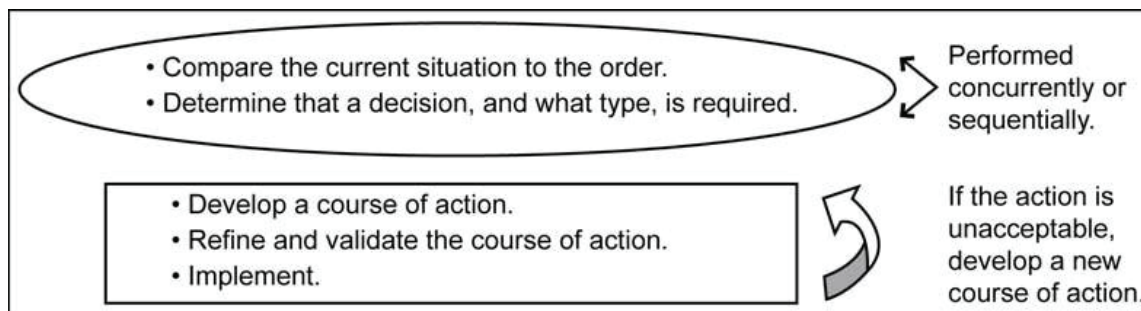 • Compare the current situation to the order.
• Determine that a decision, and what type, is required.
Performed
concurrently or
sequentially.
• Develop a course of action.
• Refine and validate the course of action.
• Implement.
If the action is
unacceptable,
develop a new
course of action.